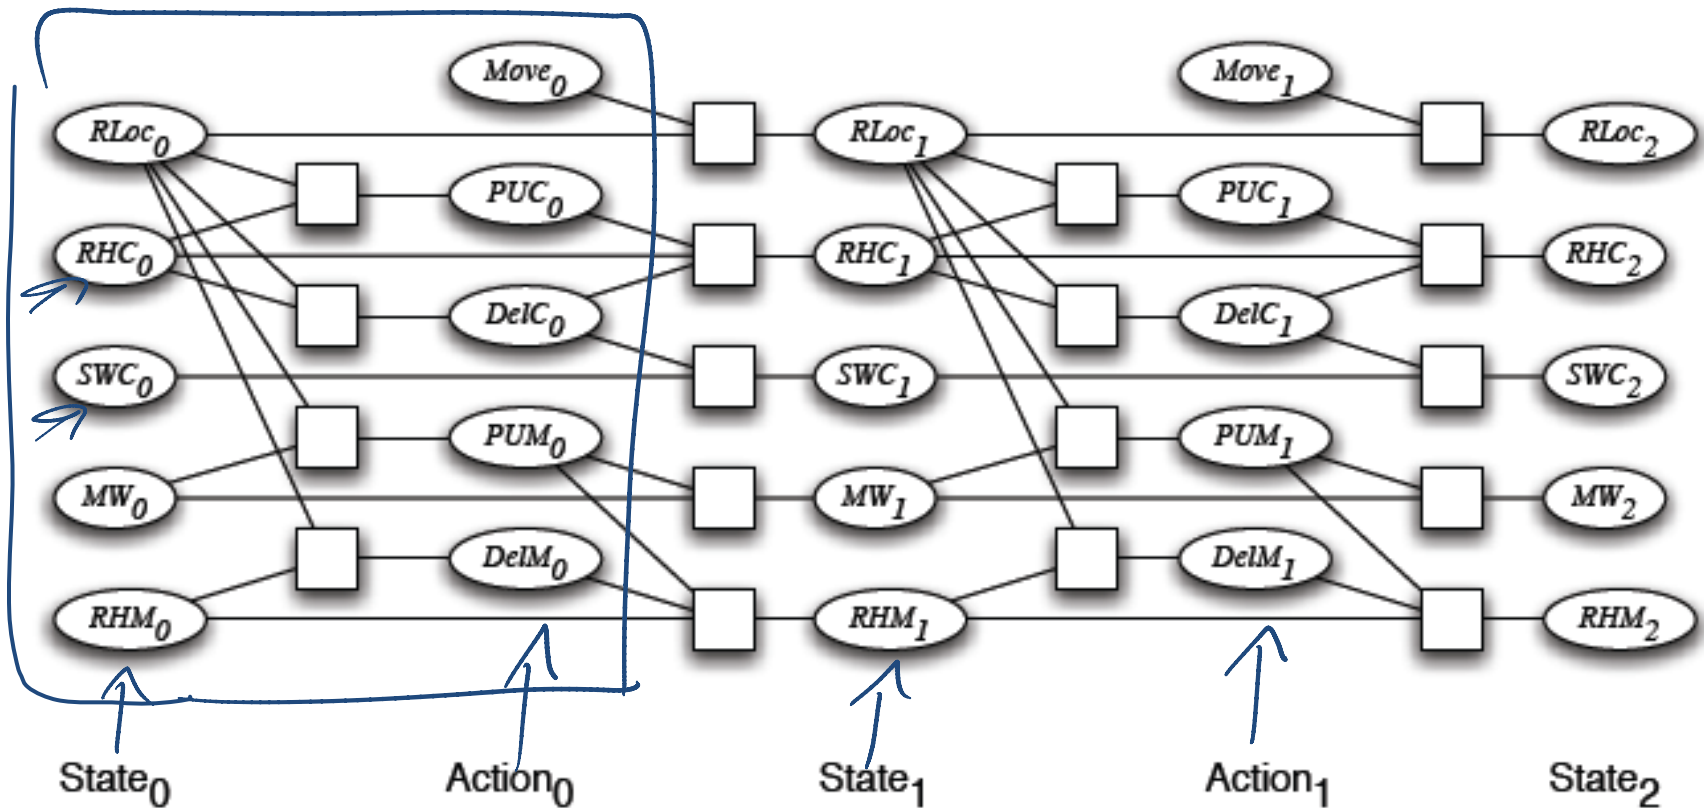 Move0 Move1
RLoc0 RLoc1 RLoc2
PUC0 PUC1
RHC0 RHC1 RHC2
DelC0 DelC1
SWC0 SWC1 SWC2
PUM0 PUM1
MW0 MW1 MW2
DelM0 DelM1
RHM0 RHM1 RHM2
State0 Action0 State1 Action1 State2